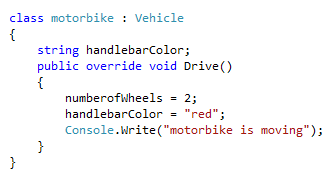 class motorbike : Vehicle
{
    string handlebarColor;
    public override void Drive()
    {
        numberofWheels = 2;
        handlebarColor = "red";
        Console.Write("motorbike is moving");
    }
}